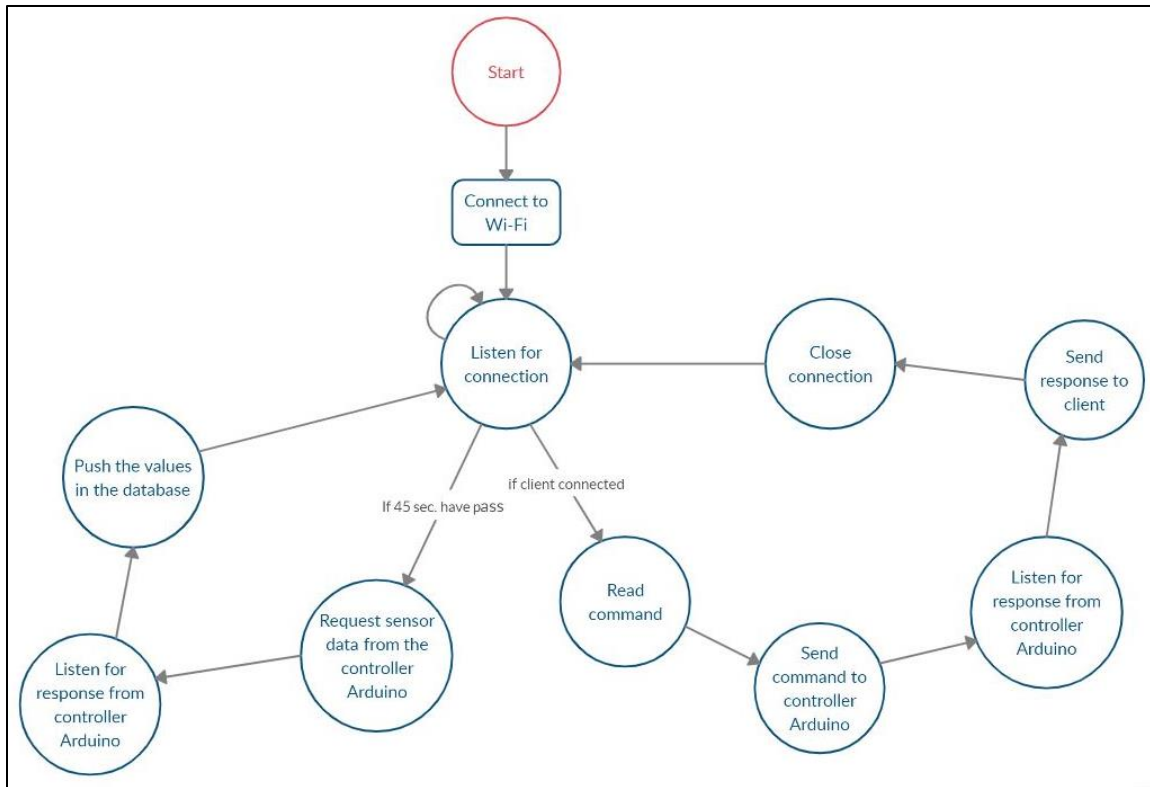 Start
Connect to
Wi-Fi
Listen for
connection
Close
connection
Send
response to
client
Push the values
in the database
If 45 sec. have pass
if client connected
Read
command
Listen for
response from
controller
Arduino
Request sensor
data from the
controller
Arduino
Send
command to
controller
Arduino
Listen for
response from
controller
Arduino